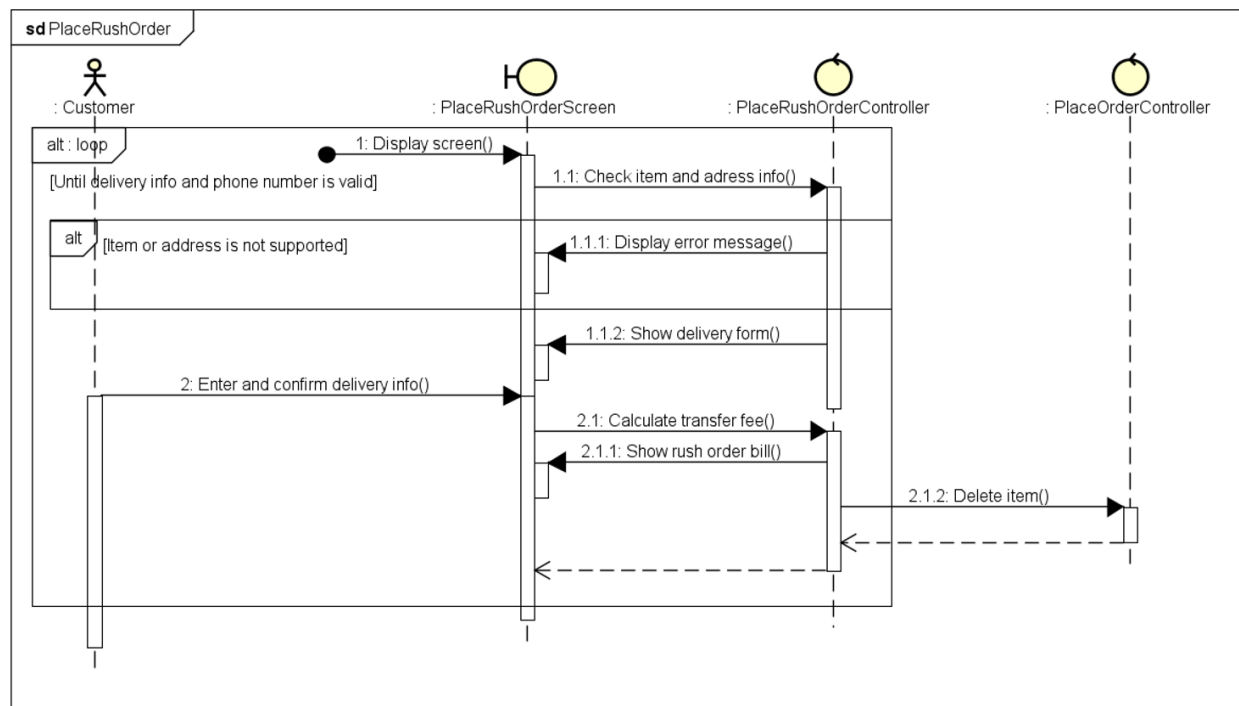 sd PlaceRushOrder
: Customer
: PlaceRushOrderScreen
: PlaceRushOrderController
: PlaceOrderController
alt : loop
1: Display screen()
[Until delivery info and phone number is valid]
1.1: Check item and adress info()
alt
[Item or address is not supported]
1.1.1: Display error message()
1.1.2: Show delivery form()
2: Enter and confirm delivery info()
2.1: Calculate transfer fee()
2.1.1: Show rush order bill()
2.1.2: Delete item()